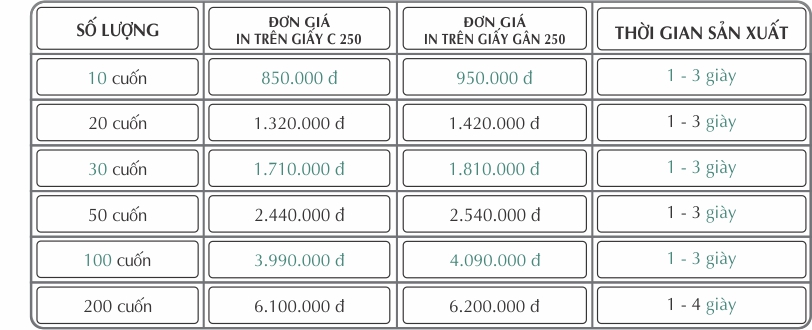 SỐ LƯỢNG
ĐƠN GIÁ
IN TRÊN GIẤY C 250
ĐƠN GIÁ
IN TRÊN GIẤY GÂN 250
THỜI GIAN SẢN XUẤT
10 cuốn 850.000 đ 950.000 đ 1 - 3 giày
20 cuốn 1.320.000 đ 1.420.000 đ 1 - 3 giày
30 cuốn 1.710.000 đ 1.810.000 đ 1 - 3 giày
50 cuốn 2.440.000 đ 2.540.000 đ 1 - 3 giày
100 cuốn 3.990.000 đ 4.090.000 đ 1 - 3 giày
200 cuốn 6.100.000 đ 6.200.000 đ 1 - 4 giày